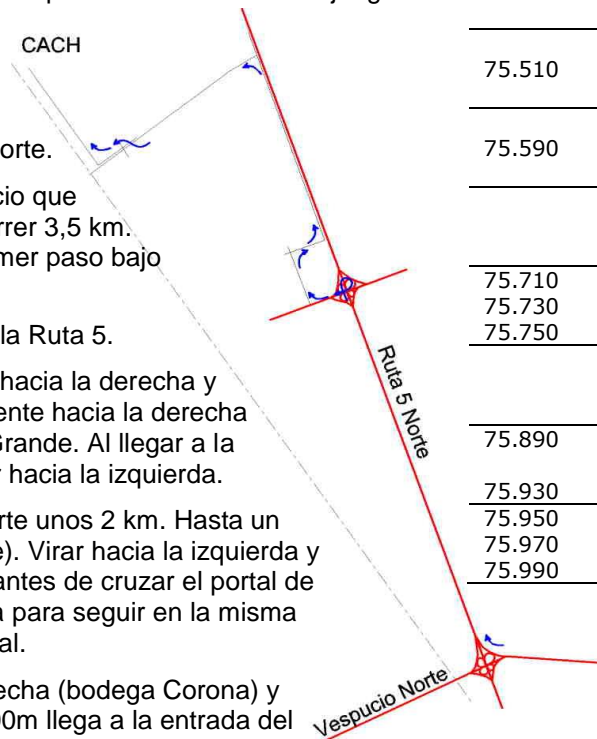 CACH
orte.
cio que
rrer 3,5 km.
mer paso bajo
la Ruta 5.
hacia la derecha y
ente hacia la derecha
Grande. Al llegar a la
r hacia la izquierda.
rte unos 2 km. Hasta un
e). Virar hacia la izquierda y
antes de cruzar el portal de
a para seguir en la misma
al.
echa (bodega Corona) y
00m llega a la entrada del
Ruta 5 Norte
Vespucio Norte
75.510
75.590
75.710
75.730
75.750
75.890
75.930
75.950
75.970
75.990